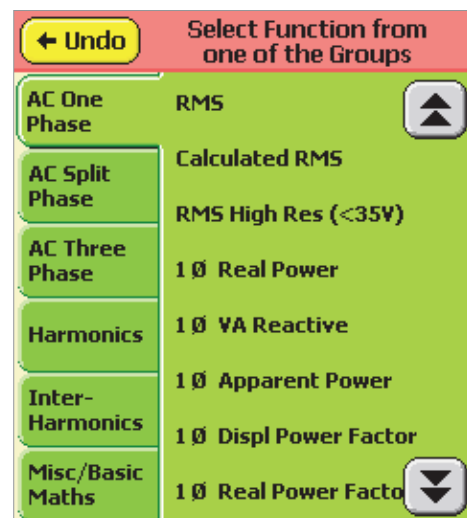 ← Undo
Select Function from
one of the Groups
AC One
Phase
AC Split
Phase
AC Three
Phase
Harmonics
Inter-
Harmonics
Misc/Basic
Maths
RMS
Calculated RMS
RMS High Res (<35V)
1 Ø Real Power
1 Ø VA Reactive
1 Ø Apparent Power
1 Ø Displ Power Factor
1 Ø Real Power Facto